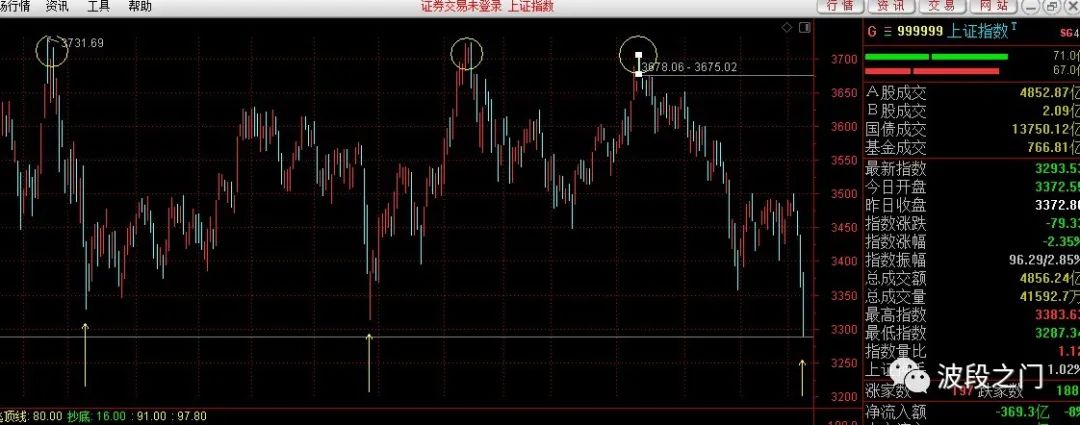 场行情 资讯 工具 帮助 证券交易未登录 上证指数 行情 资讯 交易 网站
3731.69
3678.06 - 3675.02
3700
3650
3600
3550
3500
3450
3400
3350
3300
3250
3200
逃顶线: 80.00 抄底: 16.00 : 91.00 : 97.80
G 999999 上证指数
71.0
67.0
A股成交 4852.87亿
B股成交 2.09亿
国债成交 13750.12亿
基金成交 766.81亿
最新指数 3293.53
今日开盘 3372.59
昨日收盘 3372.86
指数涨跌 -79.33
指数涨幅 -2.35%
指数振幅 96.29/2.85%
总成交额 4856.24亿
总成交量 41592.7万
最高指数 3383.63
最低指数 3287.34
指数量比 1.12
上证 1.02%
涨家数 197 跌家数 188
净流入额 -369.3亿 -8%
波段之门